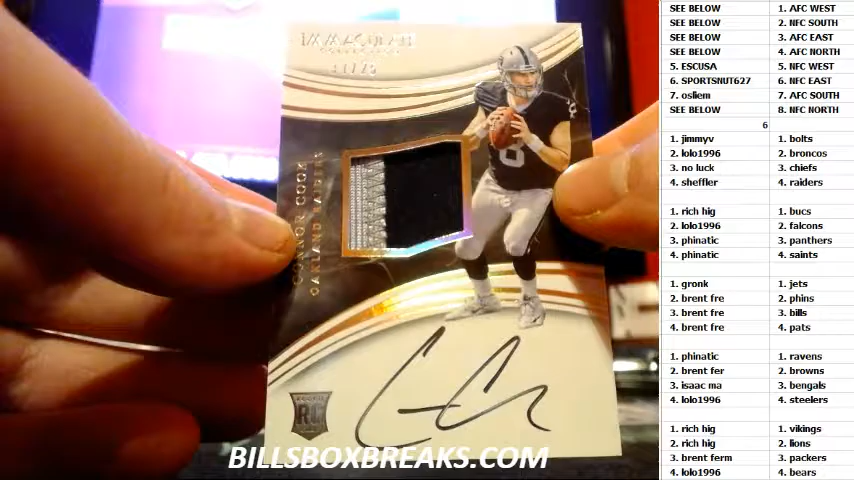 IMMACULATE
COLLECTION
CONNOR COOK
OAKLAND RAIDERS
8
ROOKIE
RC
BILLSBOXBREAKS.COM
SEE BELOW 1. AFC WEST
SEE BELOW 2. NFC SOUTH
SEE BELOW 3. AFC EAST
SEE BELOW 4. AFC NORTH
5. ESCUSA 5. NFC WEST
6. SPORTSNUT627 6. NFC EAST
7. osliem 7. AFC SOUTH
SEE BELOW 8. NFC NORTH
6
1. jimmyv 1. bolts
2. lolo1996 2. broncos
3. no luck 3. chiefs
4. sheffler 4. raiders
1. rich hig 1. bucs
2. lolo1996 2. falcons
3. phinatic 3. panthers
4. phinatic 4. saints
1. gronk 1. jets
2. brent fre 2. phins
3. brent fre 3. bills
4. brent fre 4. pats
1. phinatic 1. ravens
2. brent fer 2. browns
3. isaac ma 3. bengals
4. lolo1996 4. steelers
1. rich hig 1. vikings
2. rich hig 2. lions
3. brent ferm 3. packers
4. lolo1996 4. bears